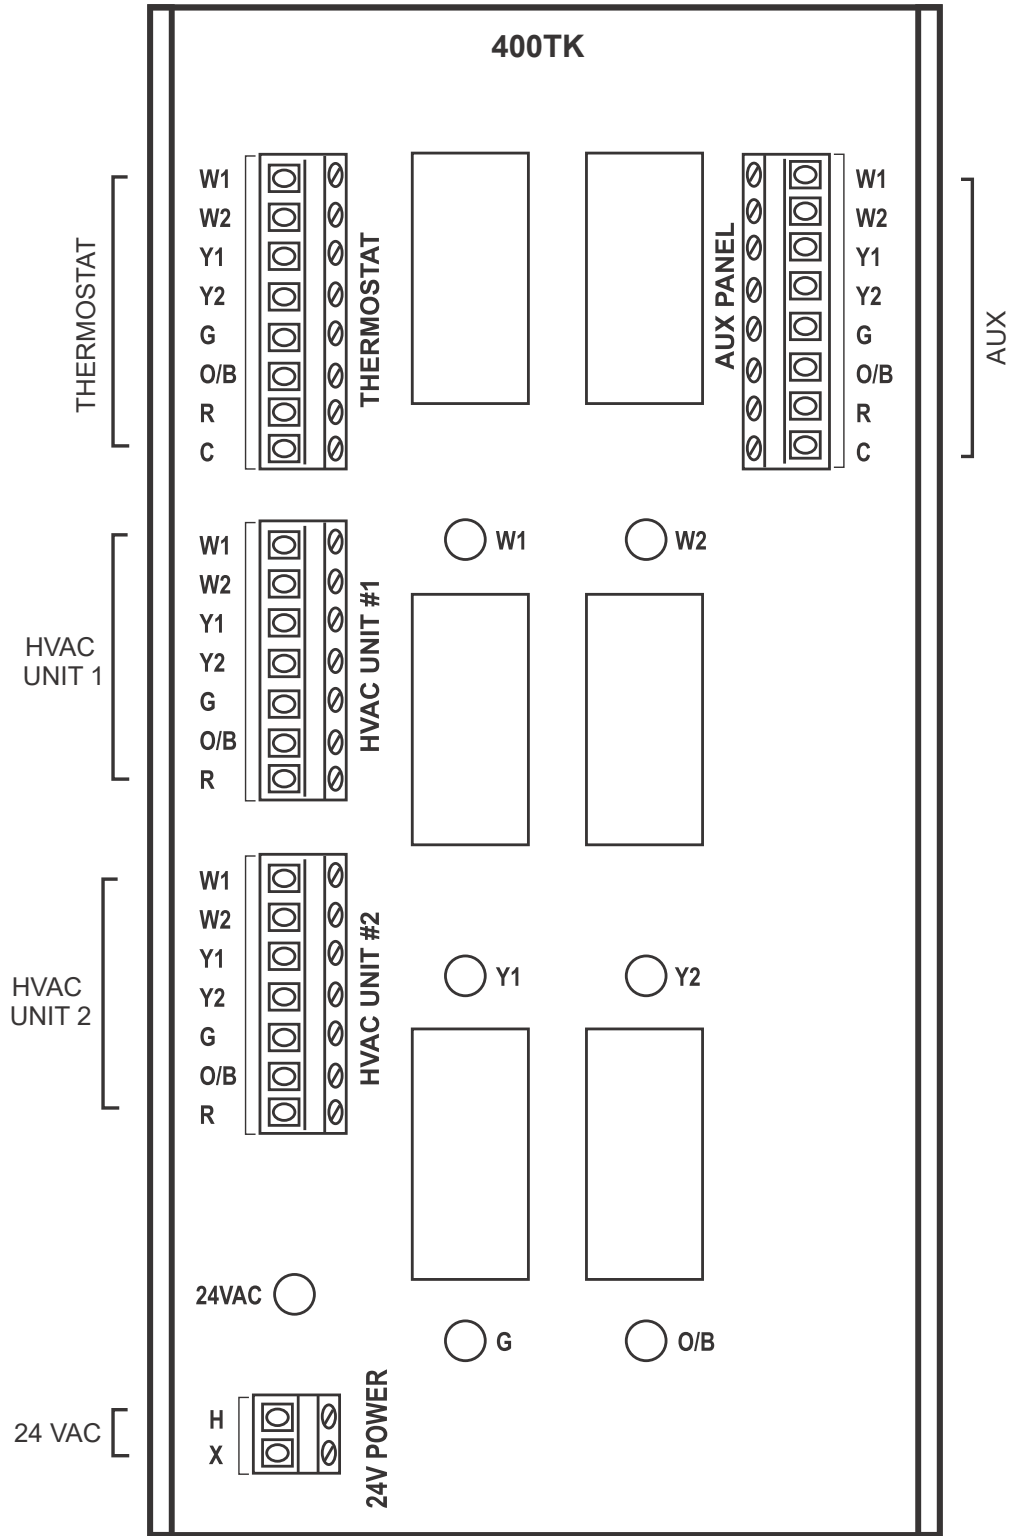 400TK
THERMOSTAT
W1
W2
Y1
Y2
G
O/B
R
C
THERMOSTAT
AUX PANEL
W1
W2
Y1
Y2
G
O/B
R
C
AUX
HVAC
UNIT 1
W1
W2
Y1
Y2
G
O/B
R
HVAC UNIT #1
W1
W2
HVAC
UNIT 2
W1
W2
Y1
Y2
G
O/B
R
HVAC UNIT #2
Y1
Y2
24VAC
G
O/B
24 VAC
H
X
24V POWER